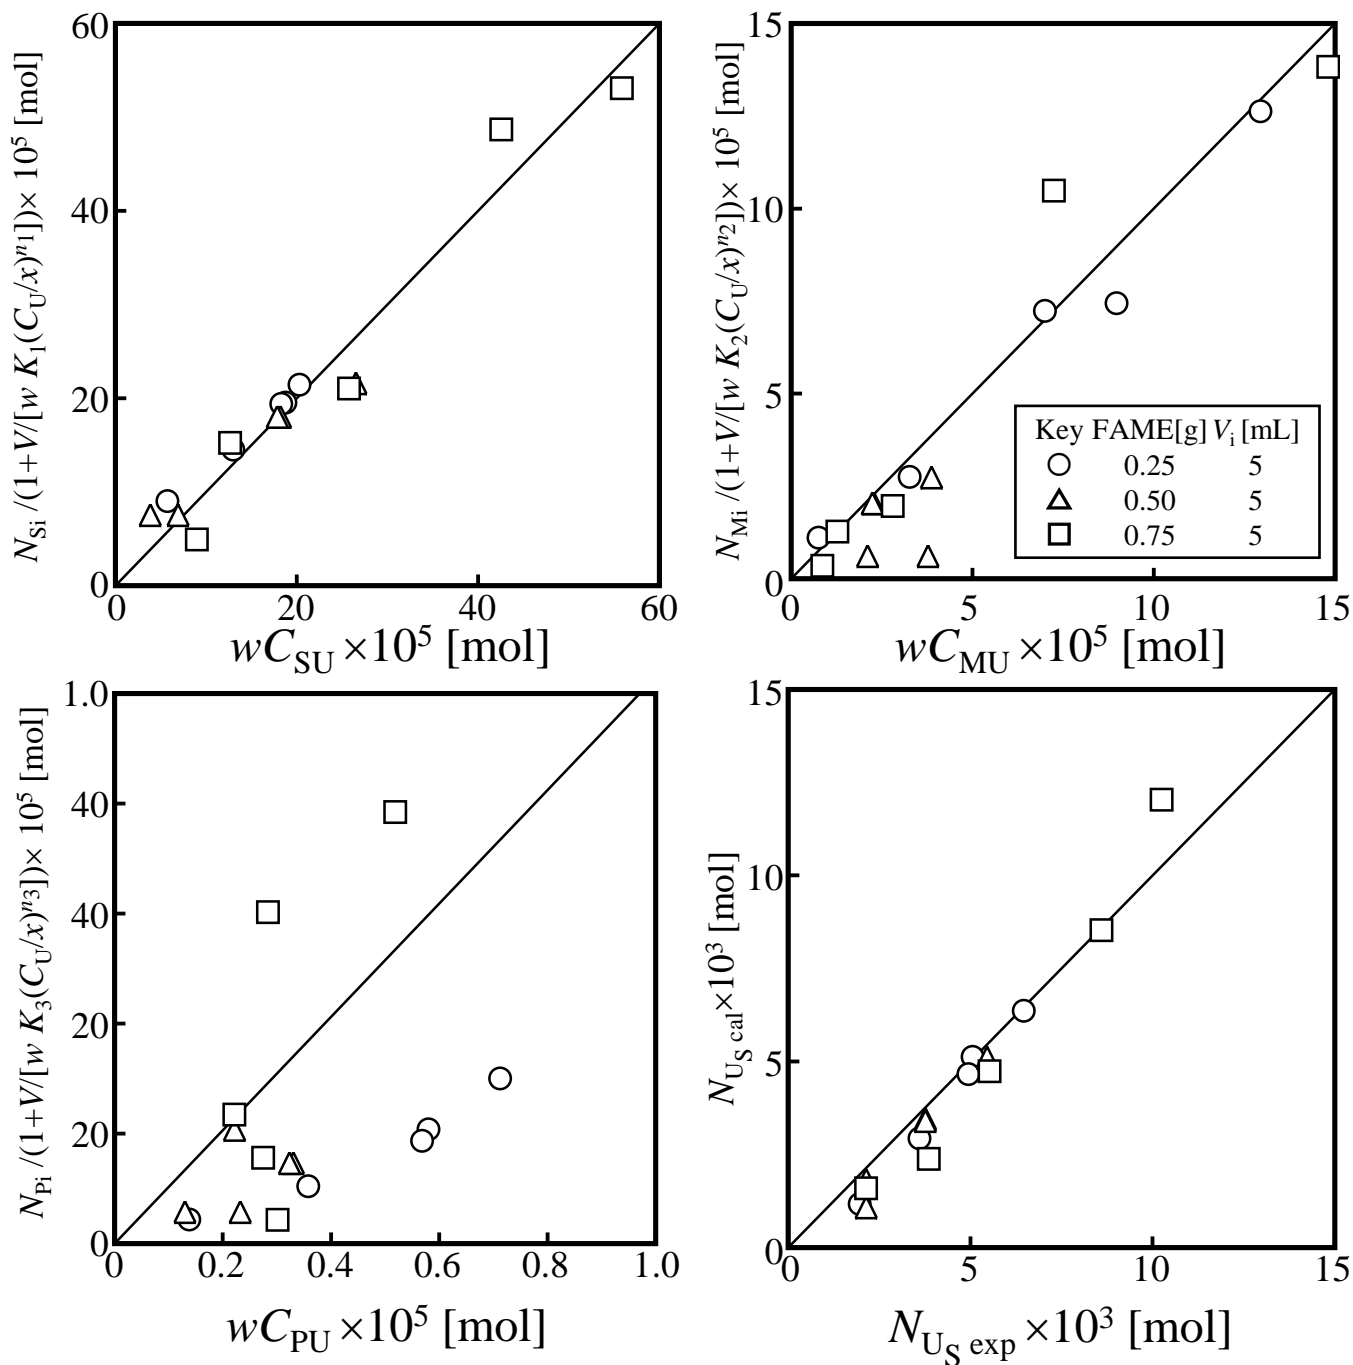 60
40
20
0
0 20 40 60
N_Si /(1+V/[w K_1(C_U/x)^n1])× 10^5 [mol]
wC_SU ×10^5 [mol]
15
10
5
0
0 5 10 15
N_Mi /(1+V/[w K_2(C_U/x)^n2])× 10^5 [mol]
wC_MU ×10^5 [mol]
Key FAME[g] V_i [mL]
0.25 5
0.50 5
0.75 5
1.0
40
40
20
20
0
0 0.2 0.4 0.6 0.8 1.0
N_Pi /(1+V/[w K_3(C_U/x)^n3])× 10^5 [mol]
wC_PU ×10^5 [mol]
15
10
5
0
0 5 10 15
N_U_S cal×10^3 [mol]
N_U_S exp ×10^3 [mol]